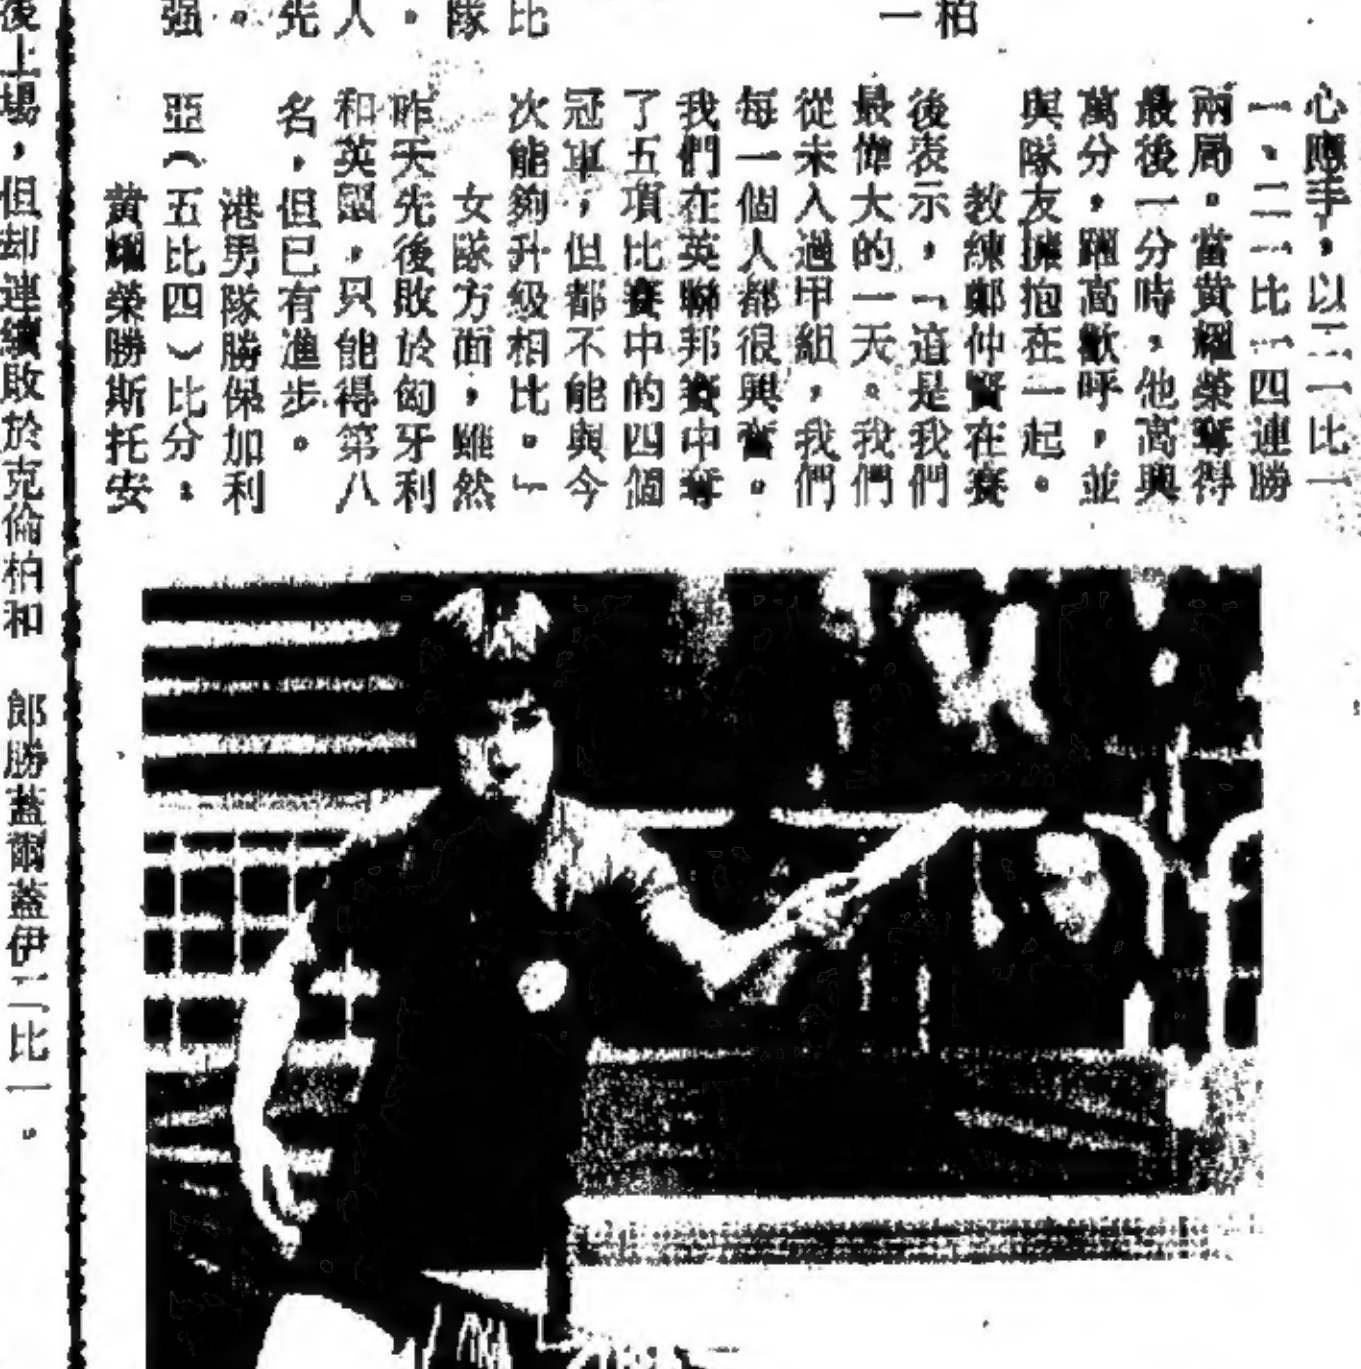 柏
一
比
隊
。
人
先
。
强
心應手，以二一比一
一、二一比一四連勝
兩局。當黄耀榮奪得
最後一分時，他高興
萬分，躍高歡呼，並
與隊友擁抱在一起。
教練鄭仲賢在賽
後表示，「這是我們
最偉大的一天。我們
從未入過甲組，我們
每一個人都很興奮。
我們在英聯邦賽中奪
了五項比賽中的四個
冠軍，但都不能與今
次能夠升級相比。」
女隊方面，雖然
昨天先後敗於匈牙利
和英國，只能得第八
名，但已有進步。
港男隊勝保加利
亞（五比四）比分：
黄耀榮勝斯托安
後上場，但却連續敗於克倫柏和
郎勝蓋爾蓋伊二比一。